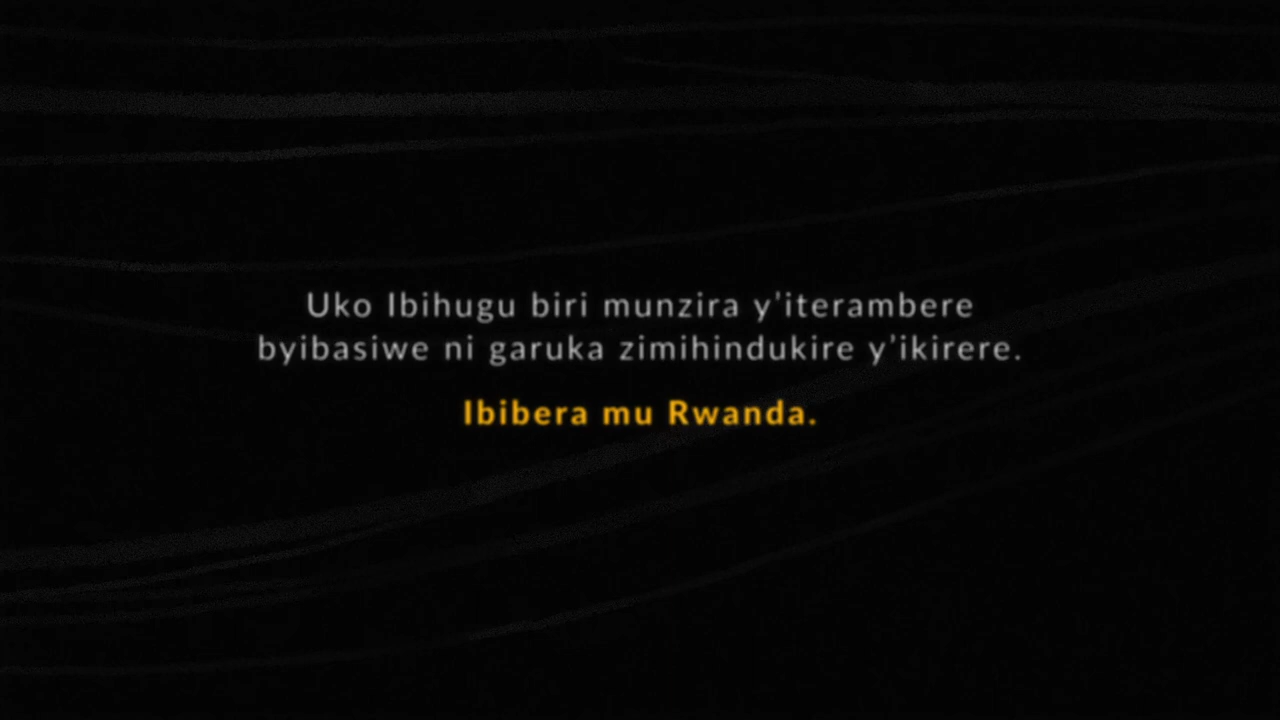 Uko Ibihugu biri munzira y'iterambere
byibasiwe ni garuka zimihindukire y'ikirere.
Ibibera mu Rwanda.